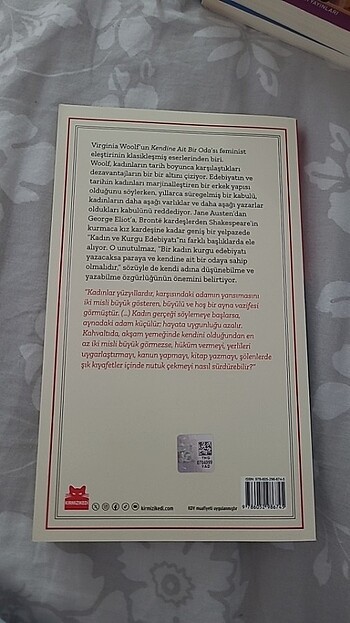 YAYINLARI
Virginia Woolf'un Kendine Ait Bir Oda'sı feminist
eleştirinin klasikleşmiş eserlerinden biri.
Woolf, kadınların tarih boyunca karşılaştıkları
dezavantajların bir bir altını çiziyor. Edebiyatın ve
tarihin kadınları marjinalleştiren bir erkek yapısı
olduğunu söylerken, yıllarca süregelmiş bir kabulü,
kadınların daha aşağı varlıklar ve daha aşağı yazarlar
oldukları kabulünü reddediyor. Jane Austen'dan
George Eliot'a, Brontë kardeşlerden Shakespeare'in
kurmaca kız kardeşine kadar geniş bir yelpazede
"Kadın ve Kurgu Edebiyatı"nı farklı başlıklarda ele
alıyor. O unutulmaz, "Bir kadın kurgu edebiyatı
yazacaksa paraya ve kendine ait bir odaya sahip
olmalıdır," sözüyle de kendi adına düşünebilme ve
yazabilme özgürlüğünün önemini belirtiyor.
"Kadınlar yüzyıllardır, karşısındaki adamın yansımasını
iki misli büyük gösteren, büyülü ve hoş bir ayna vazifesi
görmüştür. (...) Kadın gerçeği söylemeye başlarsa,
aynadaki adam küçülür; hayata uygunluğu azalır.
Kahvaltıda, akşam yemeğinde kendini olduğundan en
az iki misli büyük görmezse, hüküm vermeyi, yerlileri
uygarlaştırmayı, kanun yapmayı, kitap yazmayı, şölenlerde
şık kıyafetler içinde nutuk çekmeyi nasıl sürdürebilir?"
KIRMIZIKEDİ
kirmizikedi.com
KDV muafiyeti uygulanmıştır